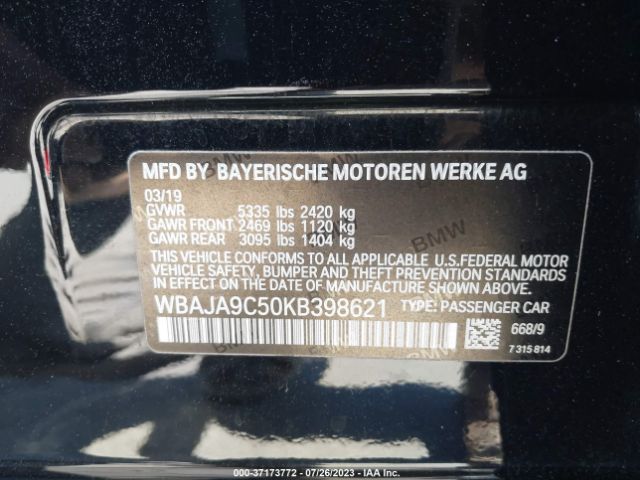 MFD BY BAYERISCHE MOTOREN WERKE AG
03/19
GVWR 5335 lbs 2420 kg
GAWR FRONT 2469 lbs 1120 kg
GAWR REAR 3095 lbs 1404 kg
THIS VEHICLE CONFORMS TO ALL APPLICABLE U.S.FEDERAL MOTOR
VEHICLE SAFETY, BUMPER AND THEFT PREVENTION STANDARDS IN
EFFECT ON THE DATE OF MANUFACTURE SHOWN ABOVE.
WBAJA9C50KB398621 TYPE: PASSENGER CAR
668/9
7 315 814
000-37173772 - 07/26/2023 - IAA Inc.